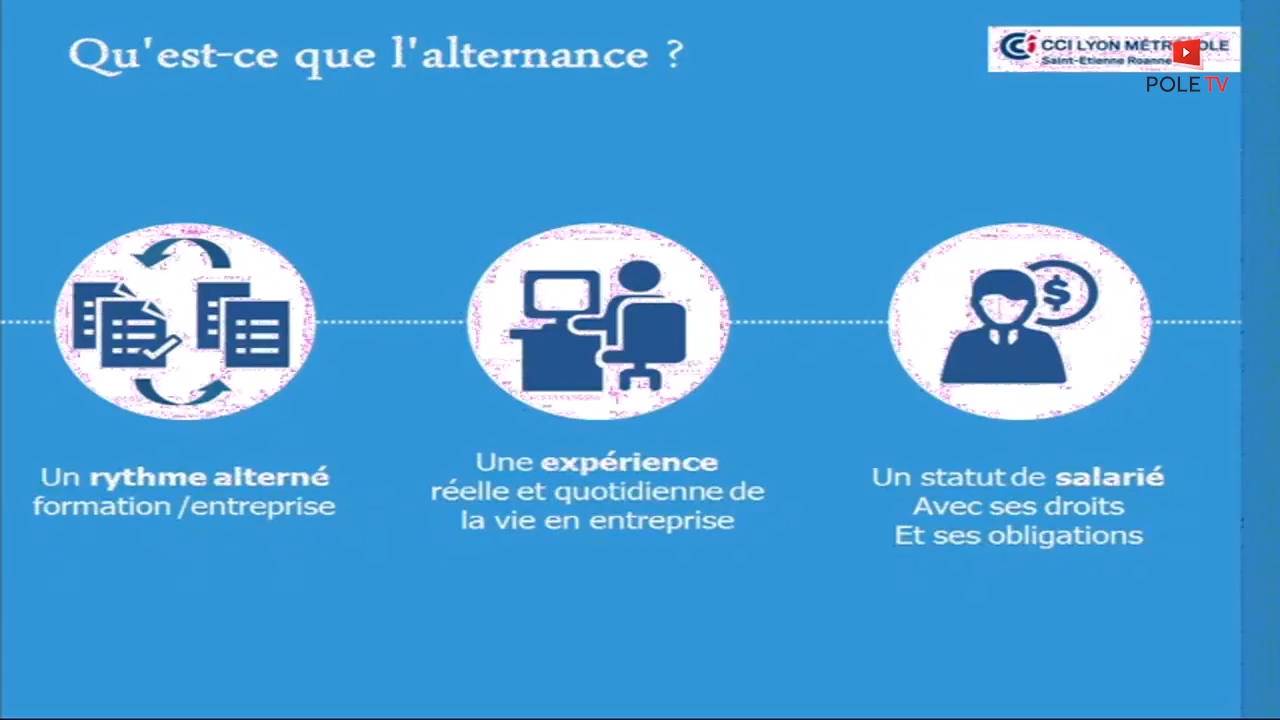 Qu'est-ce que l'alternance ?
CCI LYON MÉTROPOLE
Saint-Etienne Roanne
POLE TV
Un rythme alterné
formation /entreprise
Une expérience
réelle et quotidienne de
la vie en entreprise
$
Un statut de salarié
Avec ses droits
Et ses obligations